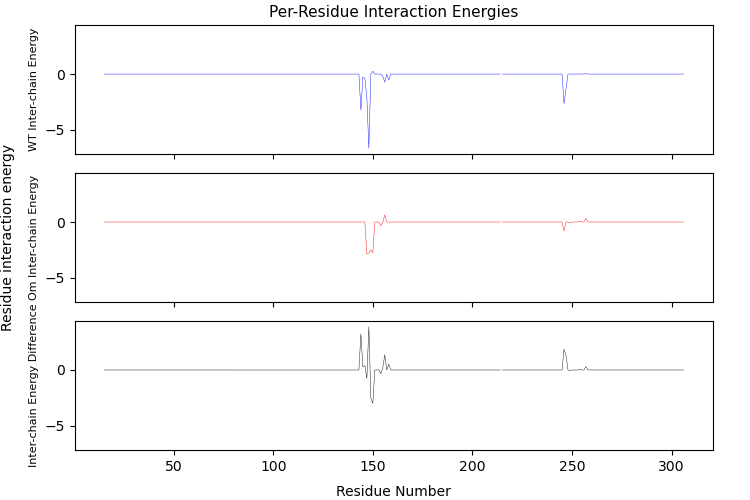 Per-Residue Interaction Energies
Residue interaction energy
WT Inter-chain Energy
0
−5
Om Inter-chain Energy
0
−5
Inter-chain Energy Difference
0
−5
50
100
150
200
250
300
Residue Number